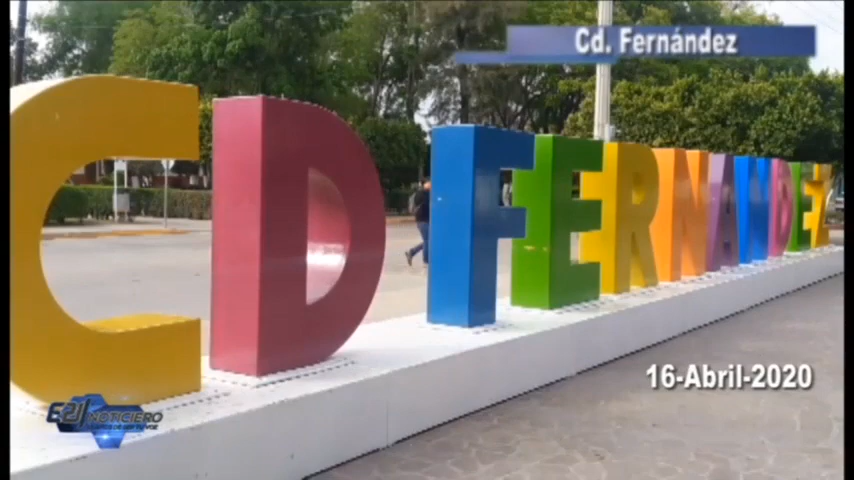 Cd. Fernández
CD FERNANDEZ
16-Abril-2020
E21 NOTICIERO